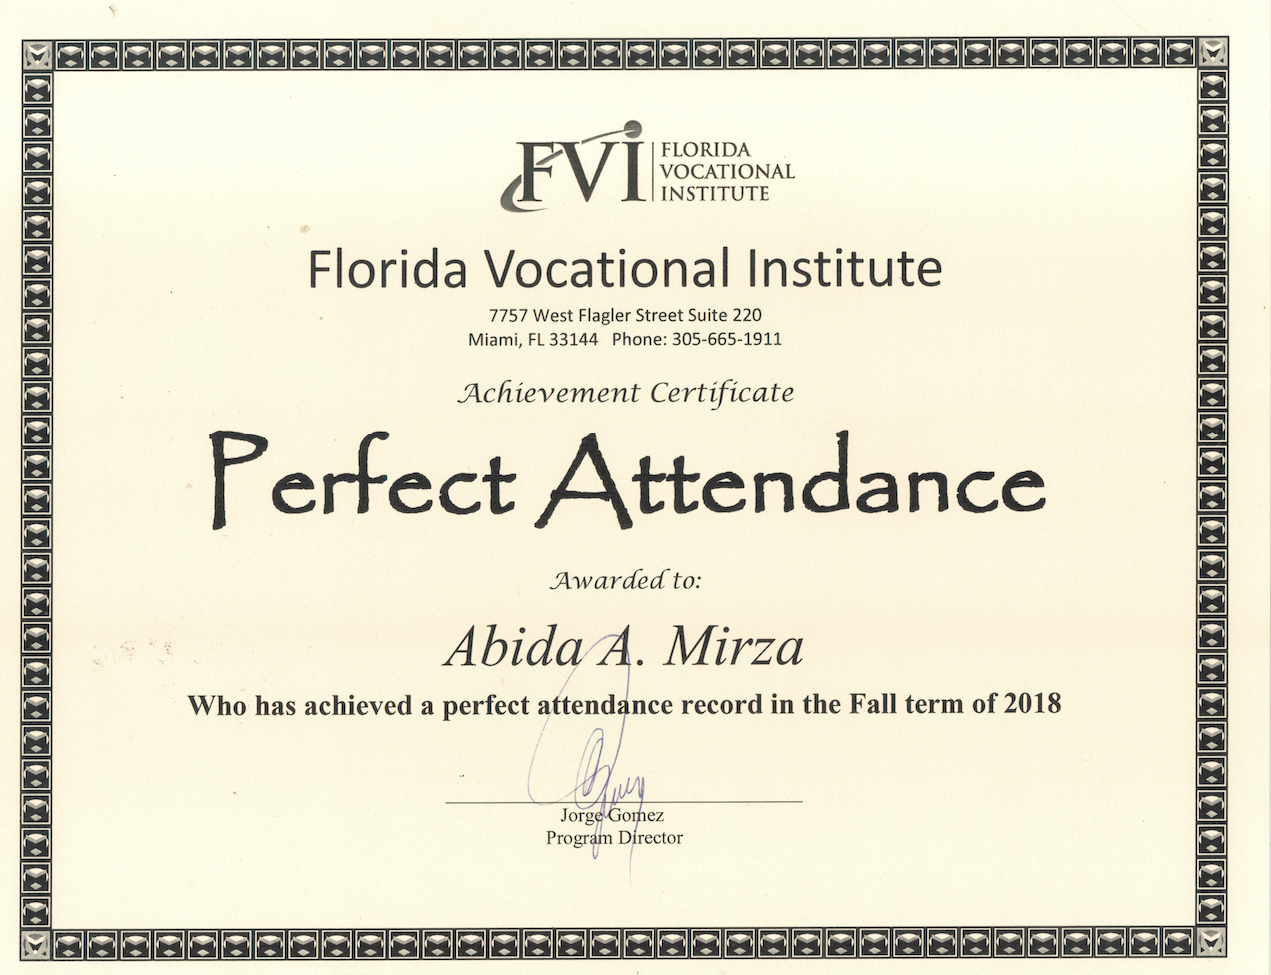 FVI FLORIDA
VOCATIONAL
INSTITUTE
Florida Vocational Institute
7757 West Flagler Street Suite 220
Miami, FL 33144 Phone: 305-665-1911
Achievement Certificate
Perfect Attendance
Awarded to:
Abida A. Mirza
Who has achieved a perfect attendance record in the Fall term of 2018
Jorge Gomez
Program Director